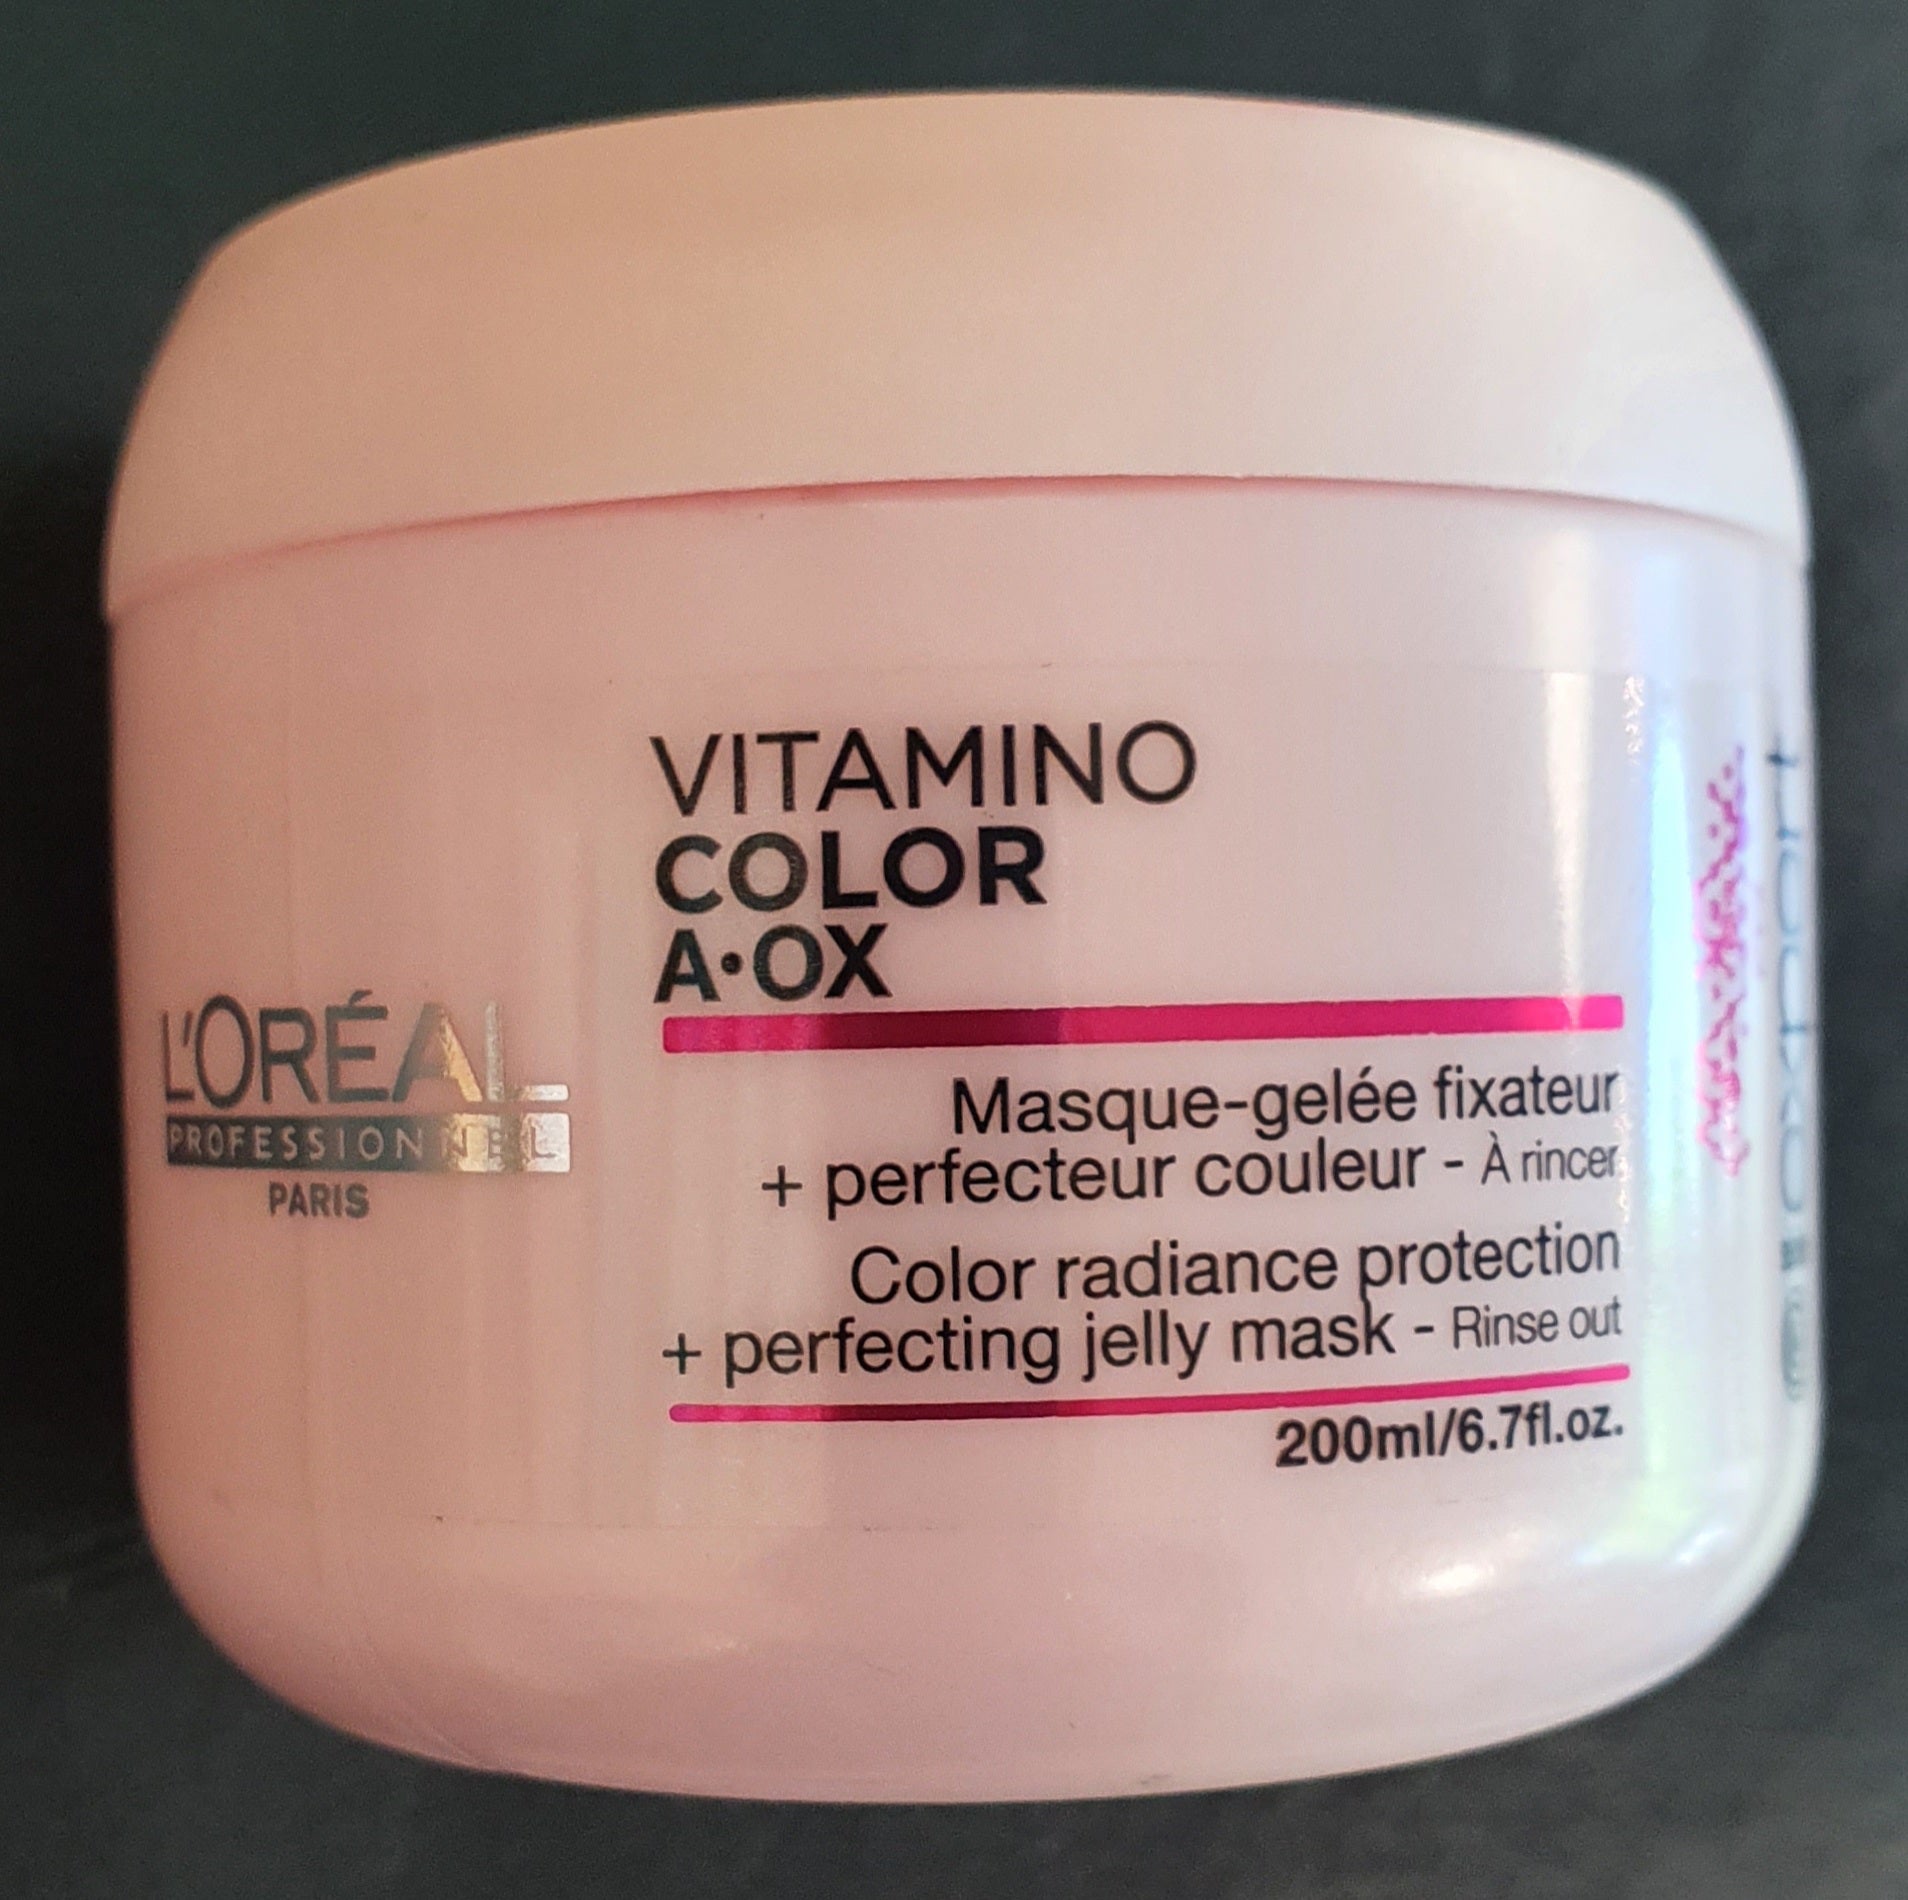 VITAMINO
COLOR
A•OX
L'ORÉAL
PROFESSIONNEL
PARIS
Masque-gelée fixateur
+ perfecteur couleur - À rincer
Color radiance protection
+ perfecting jelly mask - Rinse out
200ml/6.7fl.oz.